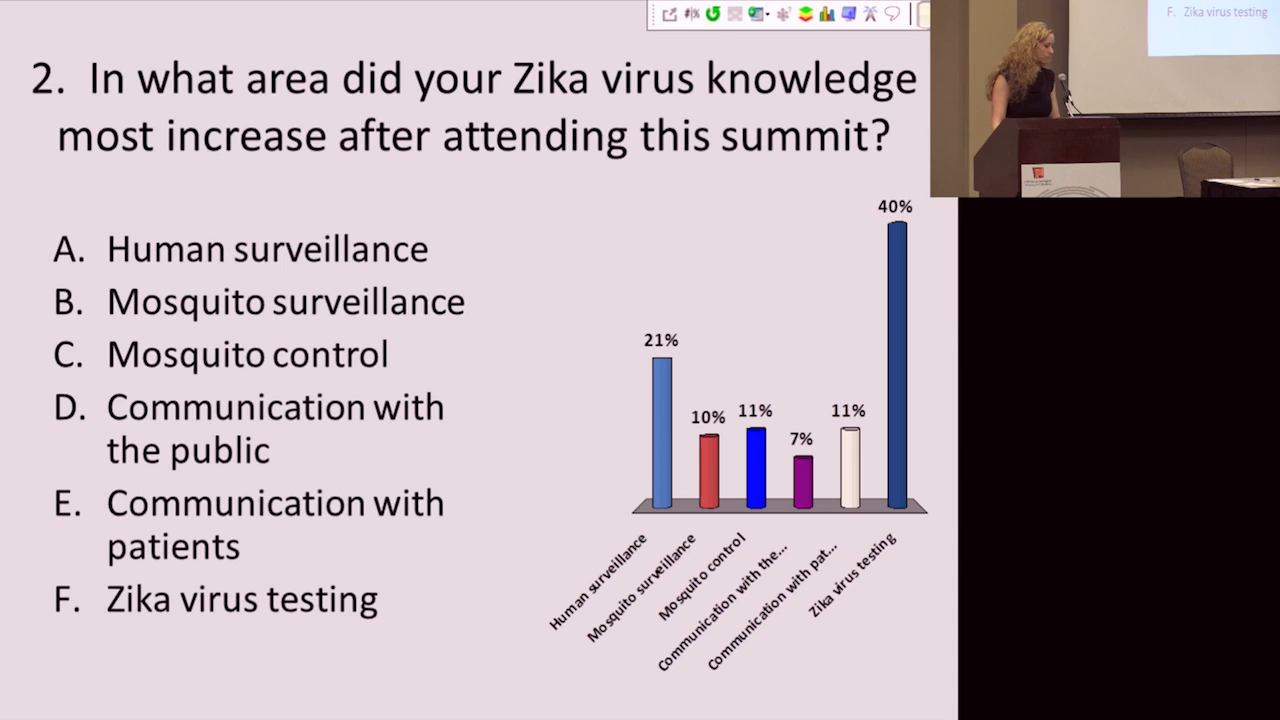 2. In what area did your Zika virus knowledge
most increase after attending this summit?
A. Human surveillance
B. Mosquito surveillance
C. Mosquito control
D. Communication with
the public
E. Communication with
patients
F. Zika virus testing
40%
21%
10%
11%
7%
11%
Human surveillance
Mosquito surveillance
Mosquito control
Communication with the...
Communication with pat...
Zika virus testing
F. Zika virus testing